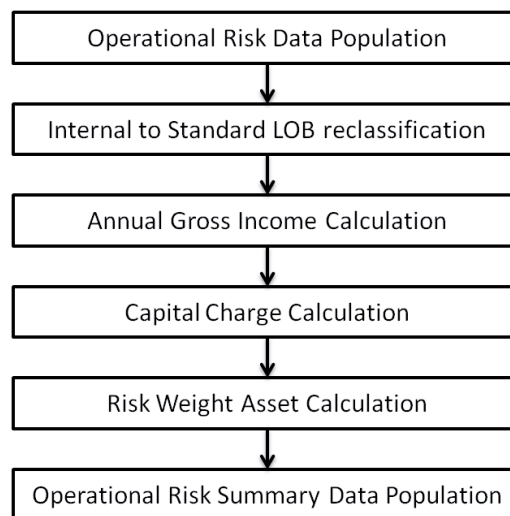 Operational Risk Data Population
Internal to Standard LOB reclassification
Annual Gross Income Calculation
Capital Charge Calculation
Risk Weight Asset Calculation
Operational Risk Summary Data Population